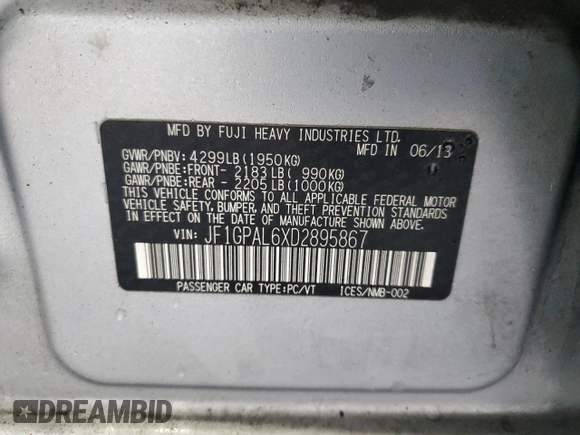 MFD BY FUJI HEAVY INDUSTRIES LTD.
MFD IN 06/13
GVWR/PNBV: 4299LB(1950KG)
GAWR/PNBE:FRONT- 2183LB( 990KG)
GAWR/PNBE:REAR - 2205LB(1000KG)
THIS VEHICLE CONFORMS TO ALL APPLICABLE FEDERAL MOTOR
VEHICLE SAFETY, BUMPER, AND THEFT PREVENTION STANDARDS
IN EFFECT ON THE DATE OF MANUFACTURE SHOWN ABOVE.
VIN: JF1GPAL6XD2895867
PASSENGER CAR TYPE:PC/VT ICES/NMB-002
DREAMBID